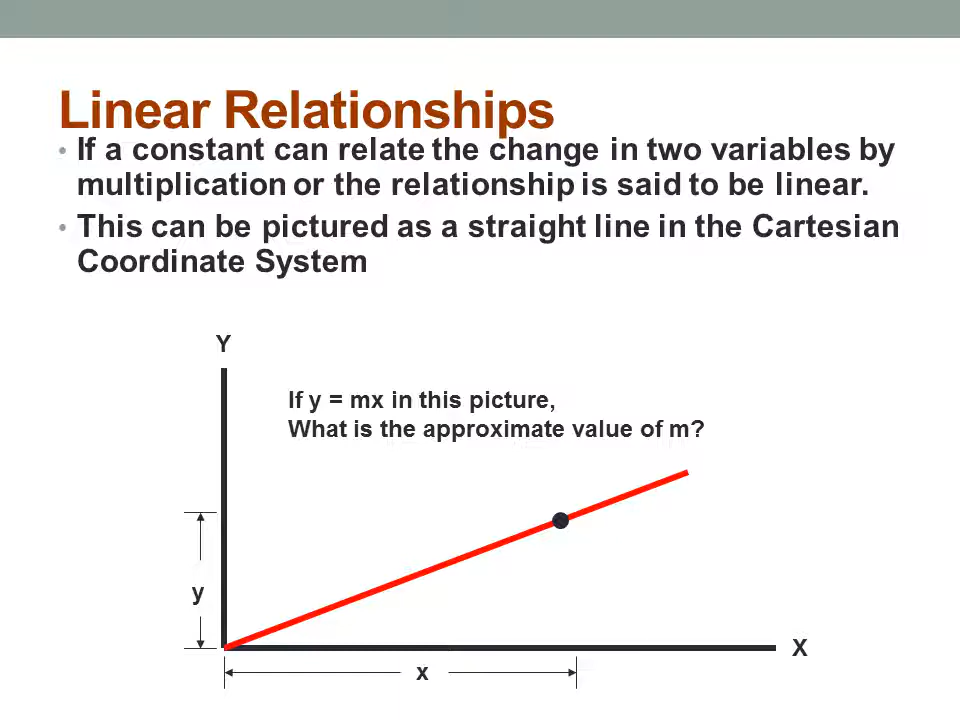 Linear Relationships
• If a constant can relate the change in two variables by
multiplication or the relationship is said to be linear.
• This can be pictured as a straight line in the Cartesian
Coordinate System
Y
If y = mx in this picture,
What is the approximate value of m?
y
X
x